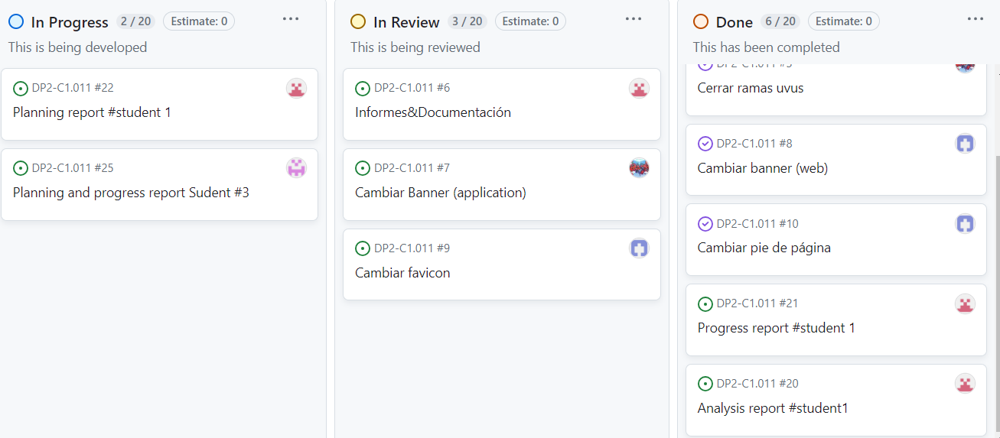 In Progress 2 / 20 Estimate: 0
This is being developed
DP2-C1.011 #22
Planning report #student 1
DP2-C1.011 #25
Planning and progress report Sudent #3
In Review 3 / 20 Estimate: 0
This is being reviewed
DP2-C1.011 #6
Informes&Documentación
DP2-C1.011 #7
Cambiar Banner (application)
DP2-C1.011 #9
Cambiar favicon
Done 6 / 20 Estimate: 0
This has been completed
Cerrar ramas uvus
DP2-C1.011 #8
Cambiar banner (web)
DP2-C1.011 #10
Cambiar pie de página
DP2-C1.011 #21
Progress report #student 1
DP2-C1.011 #20
Analysis report #student1